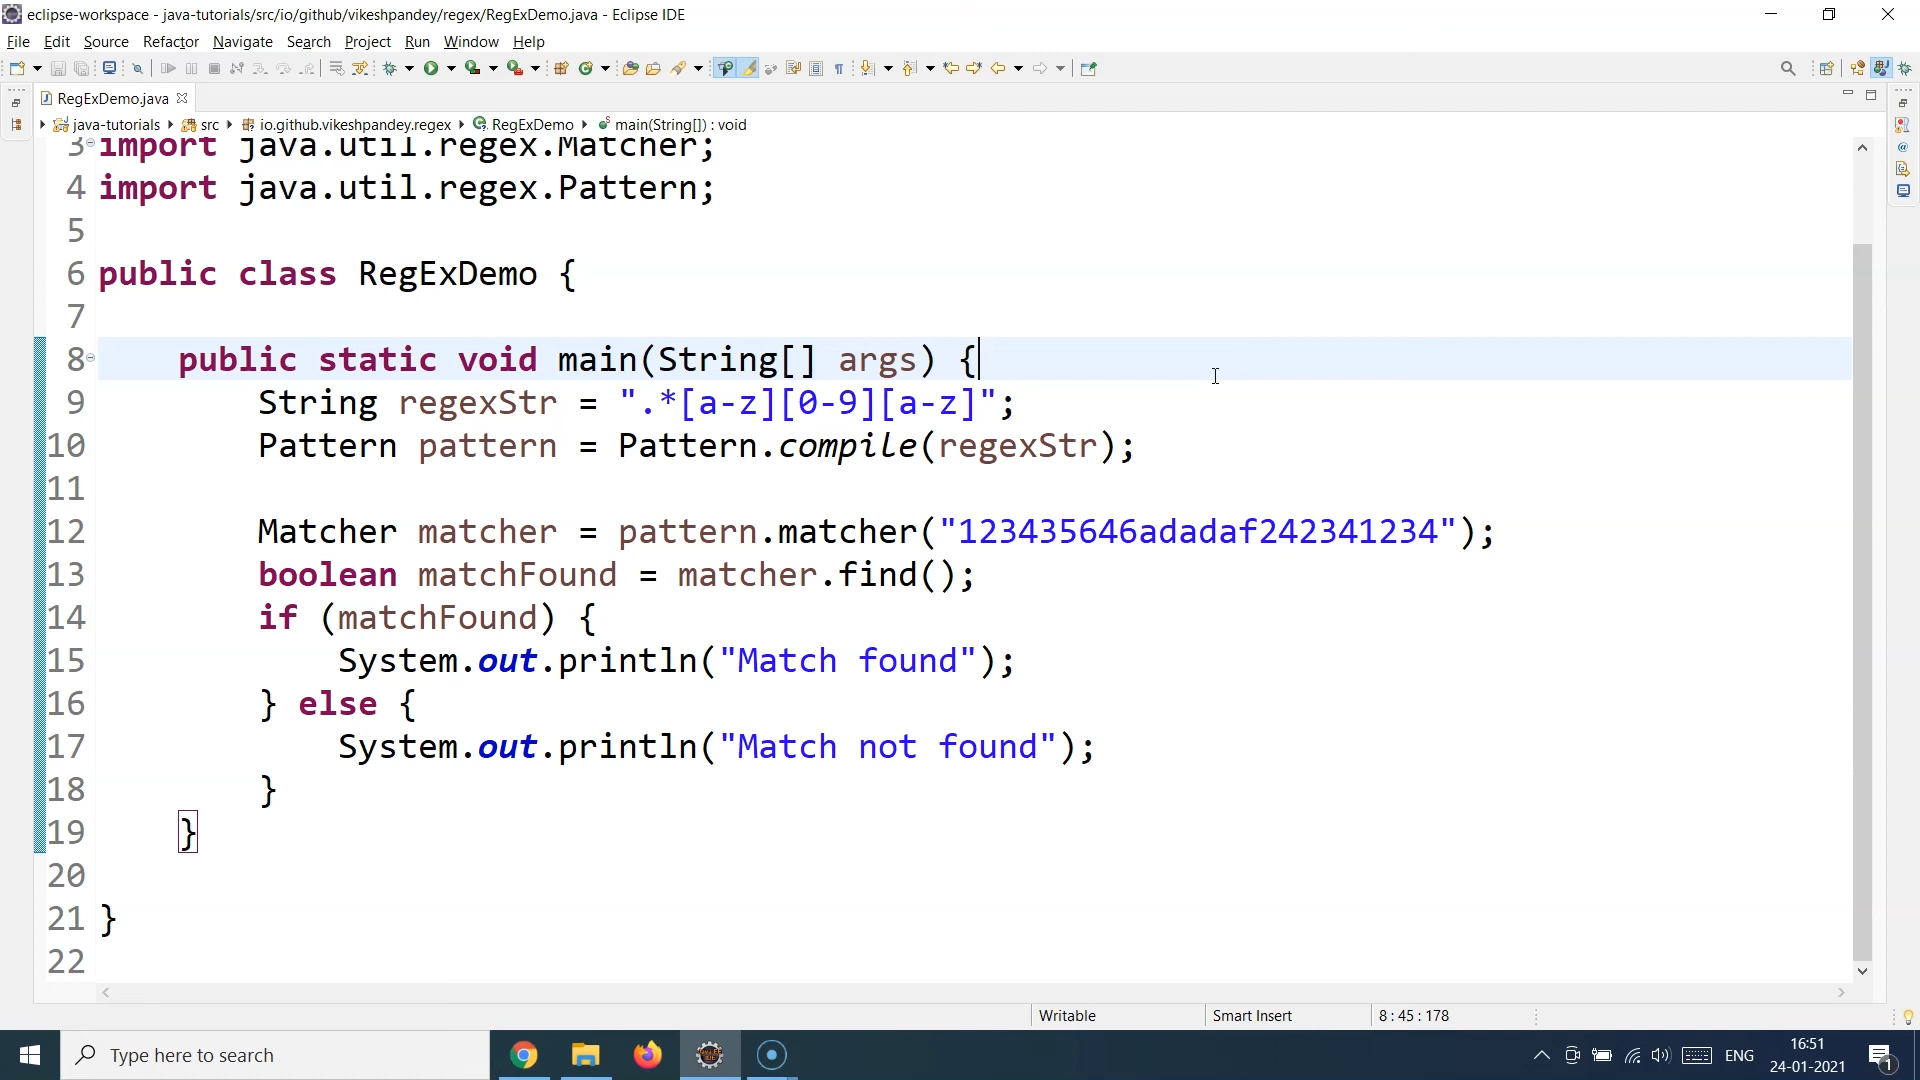 eclipse-workspace - java-tutorials/src/io/github/vikeshpandey/regex/RegExDemo.java - Eclipse IDE
File Edit Source Refactor Navigate Search Project Run Window Help
RegExDemo.java
java-tutorials src io.github.vikeshpandey.regex RegExDemo main(String[]) : void
3 import java.util.regex.Matcher;
4 import java.util.regex.Pattern;
5
6 public class RegExDemo {
7
8 public static void main(String[] args) {
9 String regexStr = ".*[a-z][0-9][a-z]";
10 Pattern pattern = Pattern.compile(regexStr);
11
12 Matcher matcher = pattern.matcher("123435646adadaf242341234");
13 boolean matchFound = matcher.find();
14 if (matchFound) {
15 System.out.println("Match found");
16 } else {
17 System.out.println("Match not found");
18 }
19 }
20
21 }
22
Writable Smart Insert 8 : 45 : 178
Type here to search
ENG
16:51
24-01-2021
1